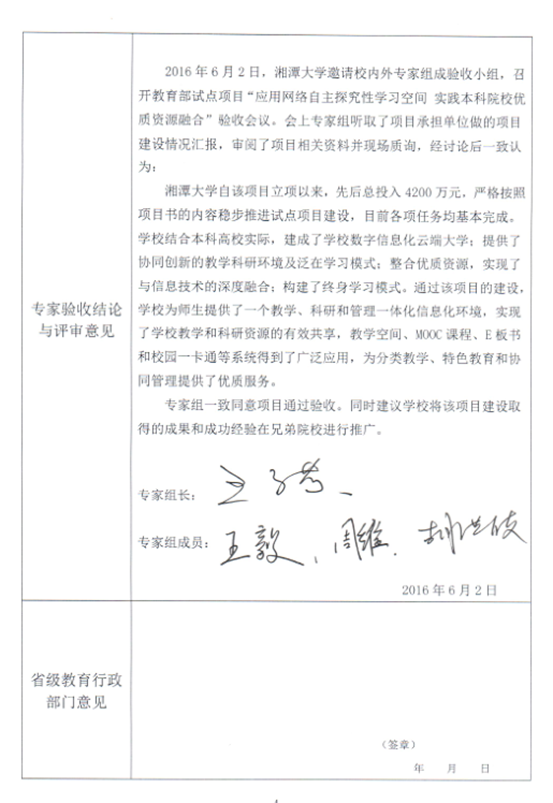 2016年6月2日，湘潭大学邀请校内外专家组成验收小组，召
开教育部试点项目“应用网络自主探究性学习空间 实践本科院校优
质资源融合”验收会议。会上专家组听取了项目承担单位做的项目
建设情况汇报，审阅了项目相关资料并现场质询，经讨论后一致认
为：
湘潭大学自该项目立项以来，先后总投入4200万元，严格按照
项目书的内容稳步推进试点项目建设，目前各项任务均基本完成。
学校结合本科高校实际，建成了学校数字信息化云端大学；提供了
协同创新的教学科研环境及泛在学习模式；整合优质资源，实现了
与信息技术的深度融合；构建了终身学习模式。通过该项目的建设，
专家验收结论
与评审意见
学校为师生提供了一个教学、科研和管理一体化信息化环境，实现
了学校教学和科研资源的有效共享，教学空间、MOOC课程、E板书
和校园一卡通等系统得到了广泛应用，为分类教学、特色教育和协
同管理提供了优质服务。
专家组一致同意项目通过验收。同时建议学校将该项目建设取
得的成果和成功经验在兄弟院校进行推广。
专家组长：
专家组成员：王毅、周维.
2016年6月2日
省级教育行政
部门意见
（签章）
年 月 日